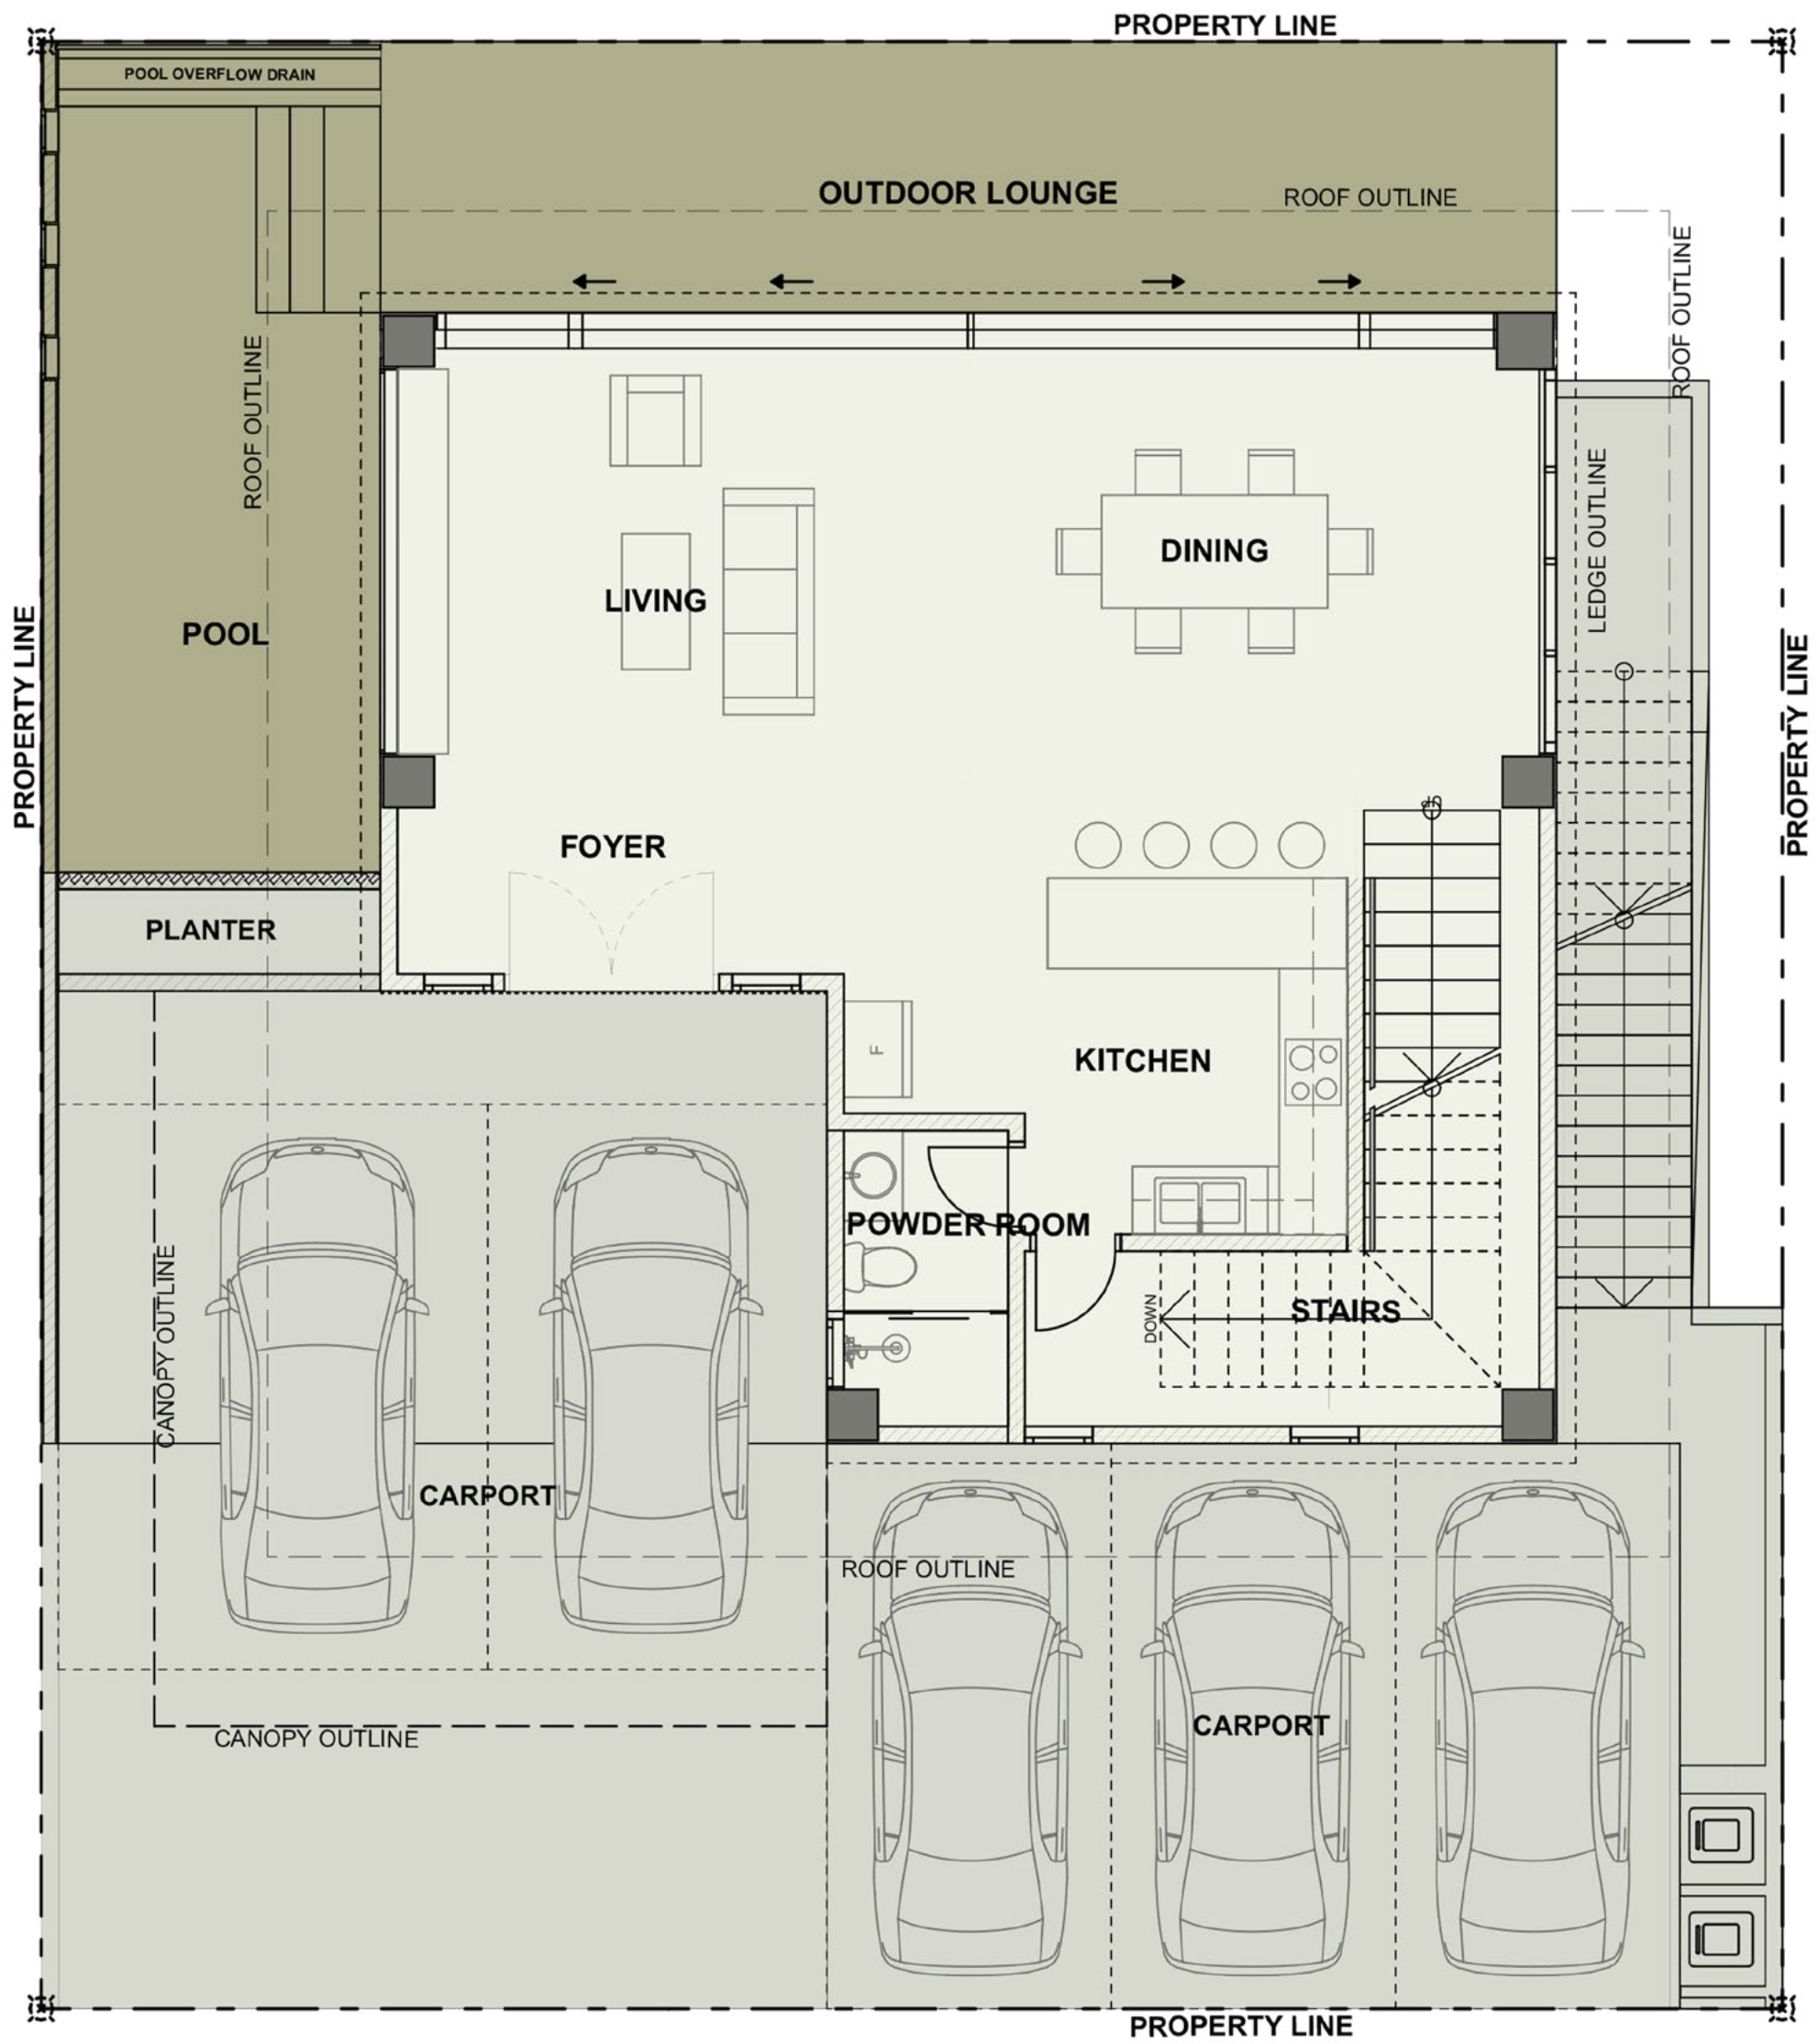 PROPERTY LINE
POOL OVERFLOW DRAIN
OUTDOOR LOUNGE
ROOF OUTLINE
ROOF OUTLINE
ROOF OUTLINE
LEDGE OUTLINE
DINING
LIVING
POOL
PROPERTY LINE
PROPERTY LINE
FOYER
PLANTER
F
KITCHEN
POWDER ROOM
STAIRS
DOWN
CANOPY OUTLINE
CARPORT
ROOF OUTLINE
CARPORT
CANOPY OUTLINE
PROPERTY LINE